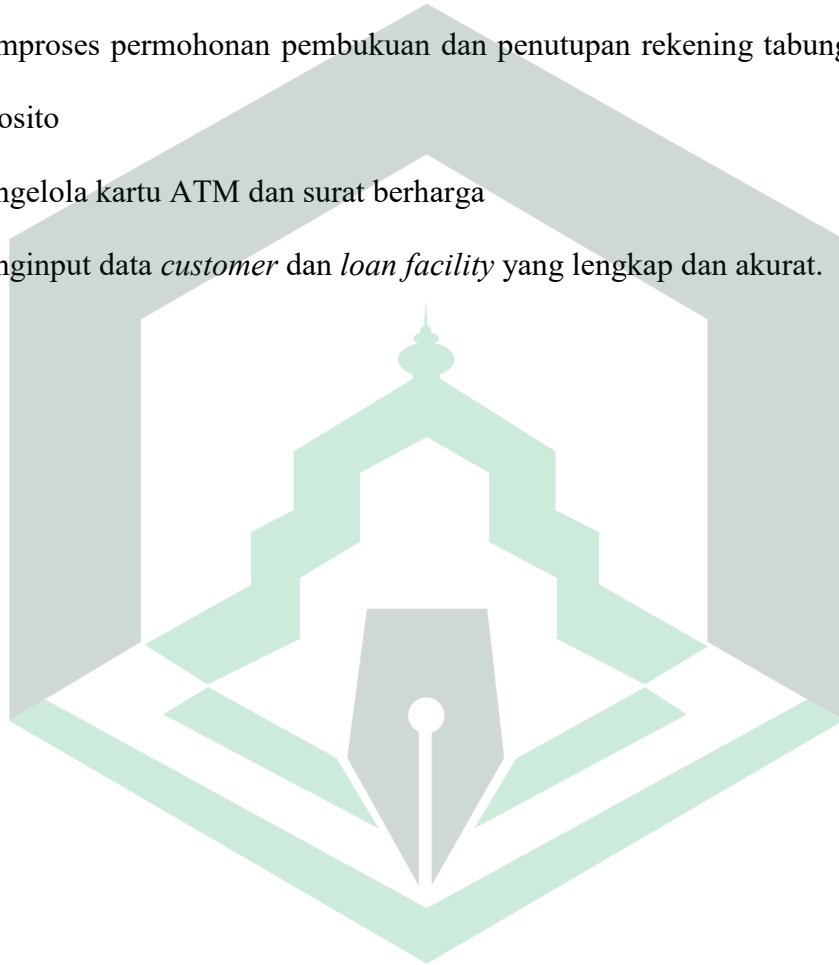 mproses permohonan pembukuan dan penutupan rekening tabung
osito
ngelola kartu ATM dan surat berharga
nginput data customer dan loan facility yang lengkap dan akurat.